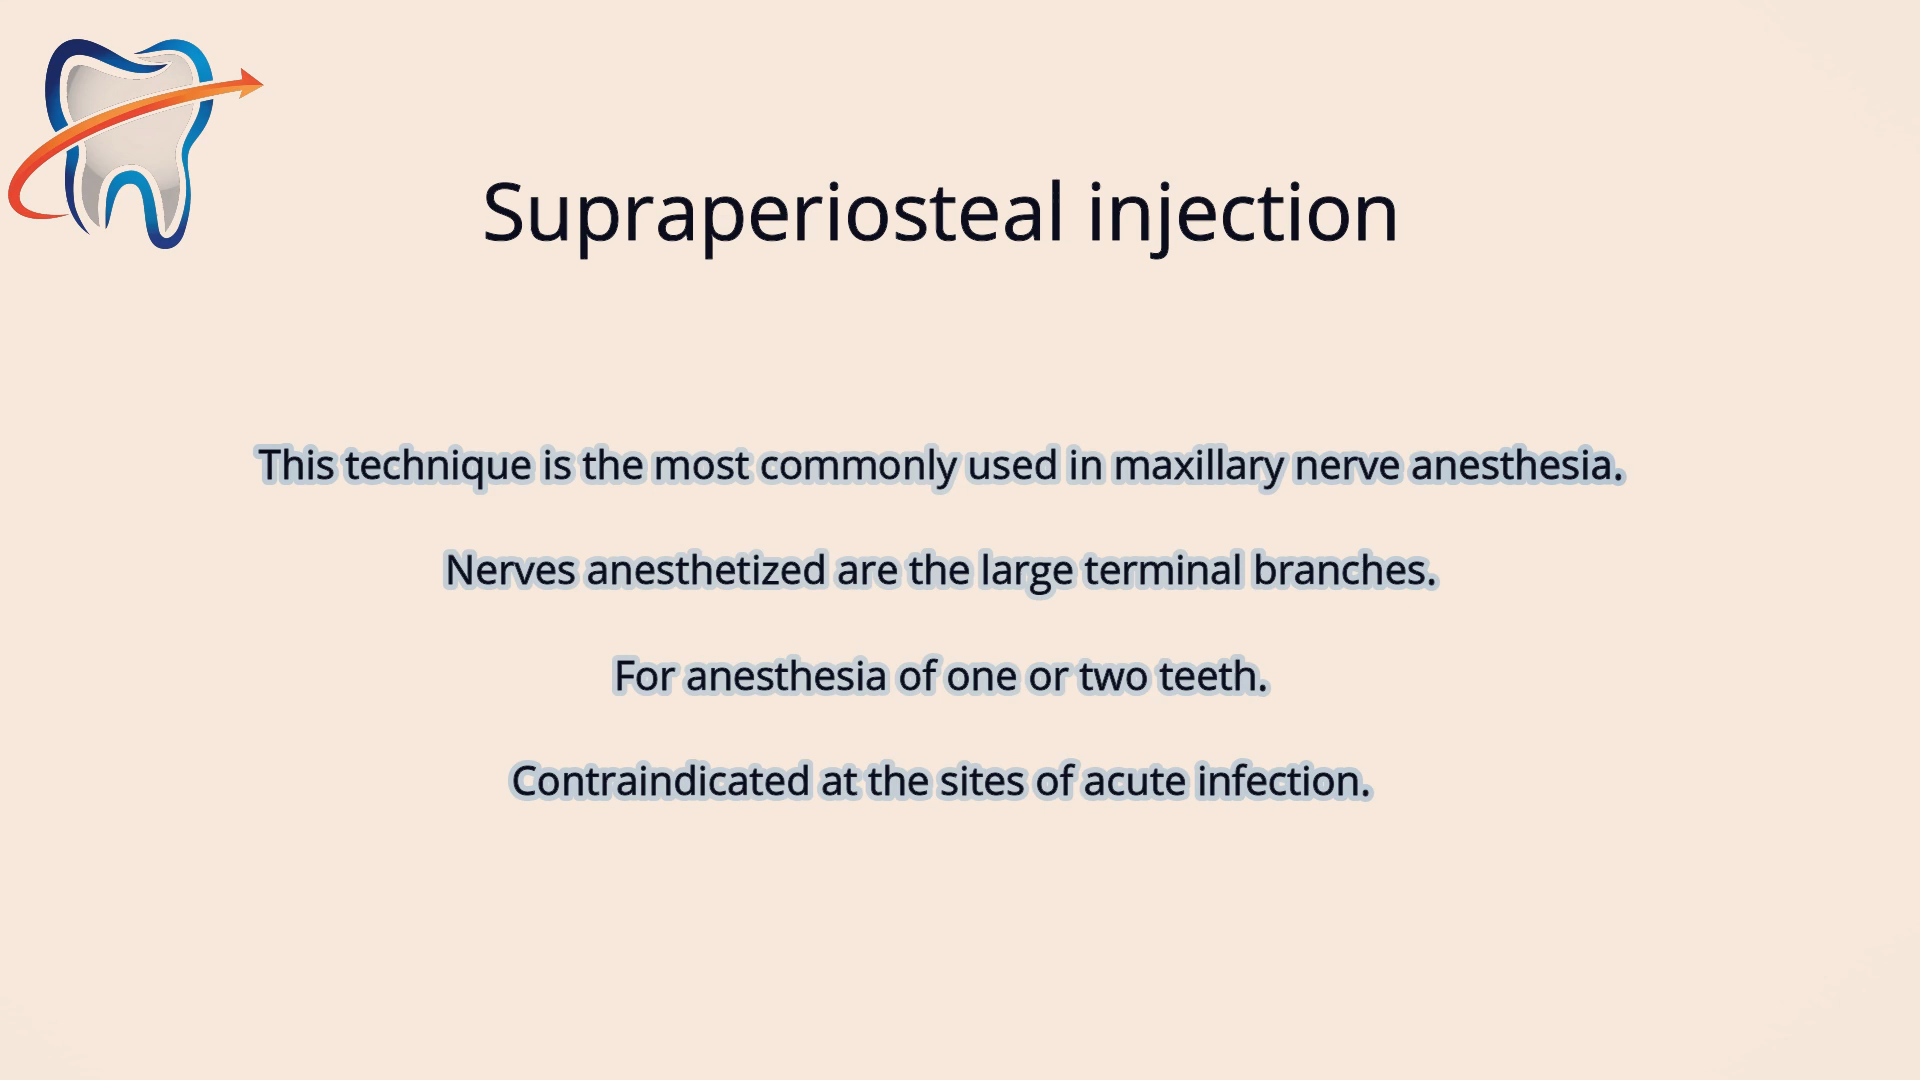 Supraperiosteal injection
This technique is the most commonly used in maxillary nerve anesthesia.
Nerves anesthetized are the large terminal branches.
For anesthesia of one or two teeth.
Contraindicated at the sites of acute infection.